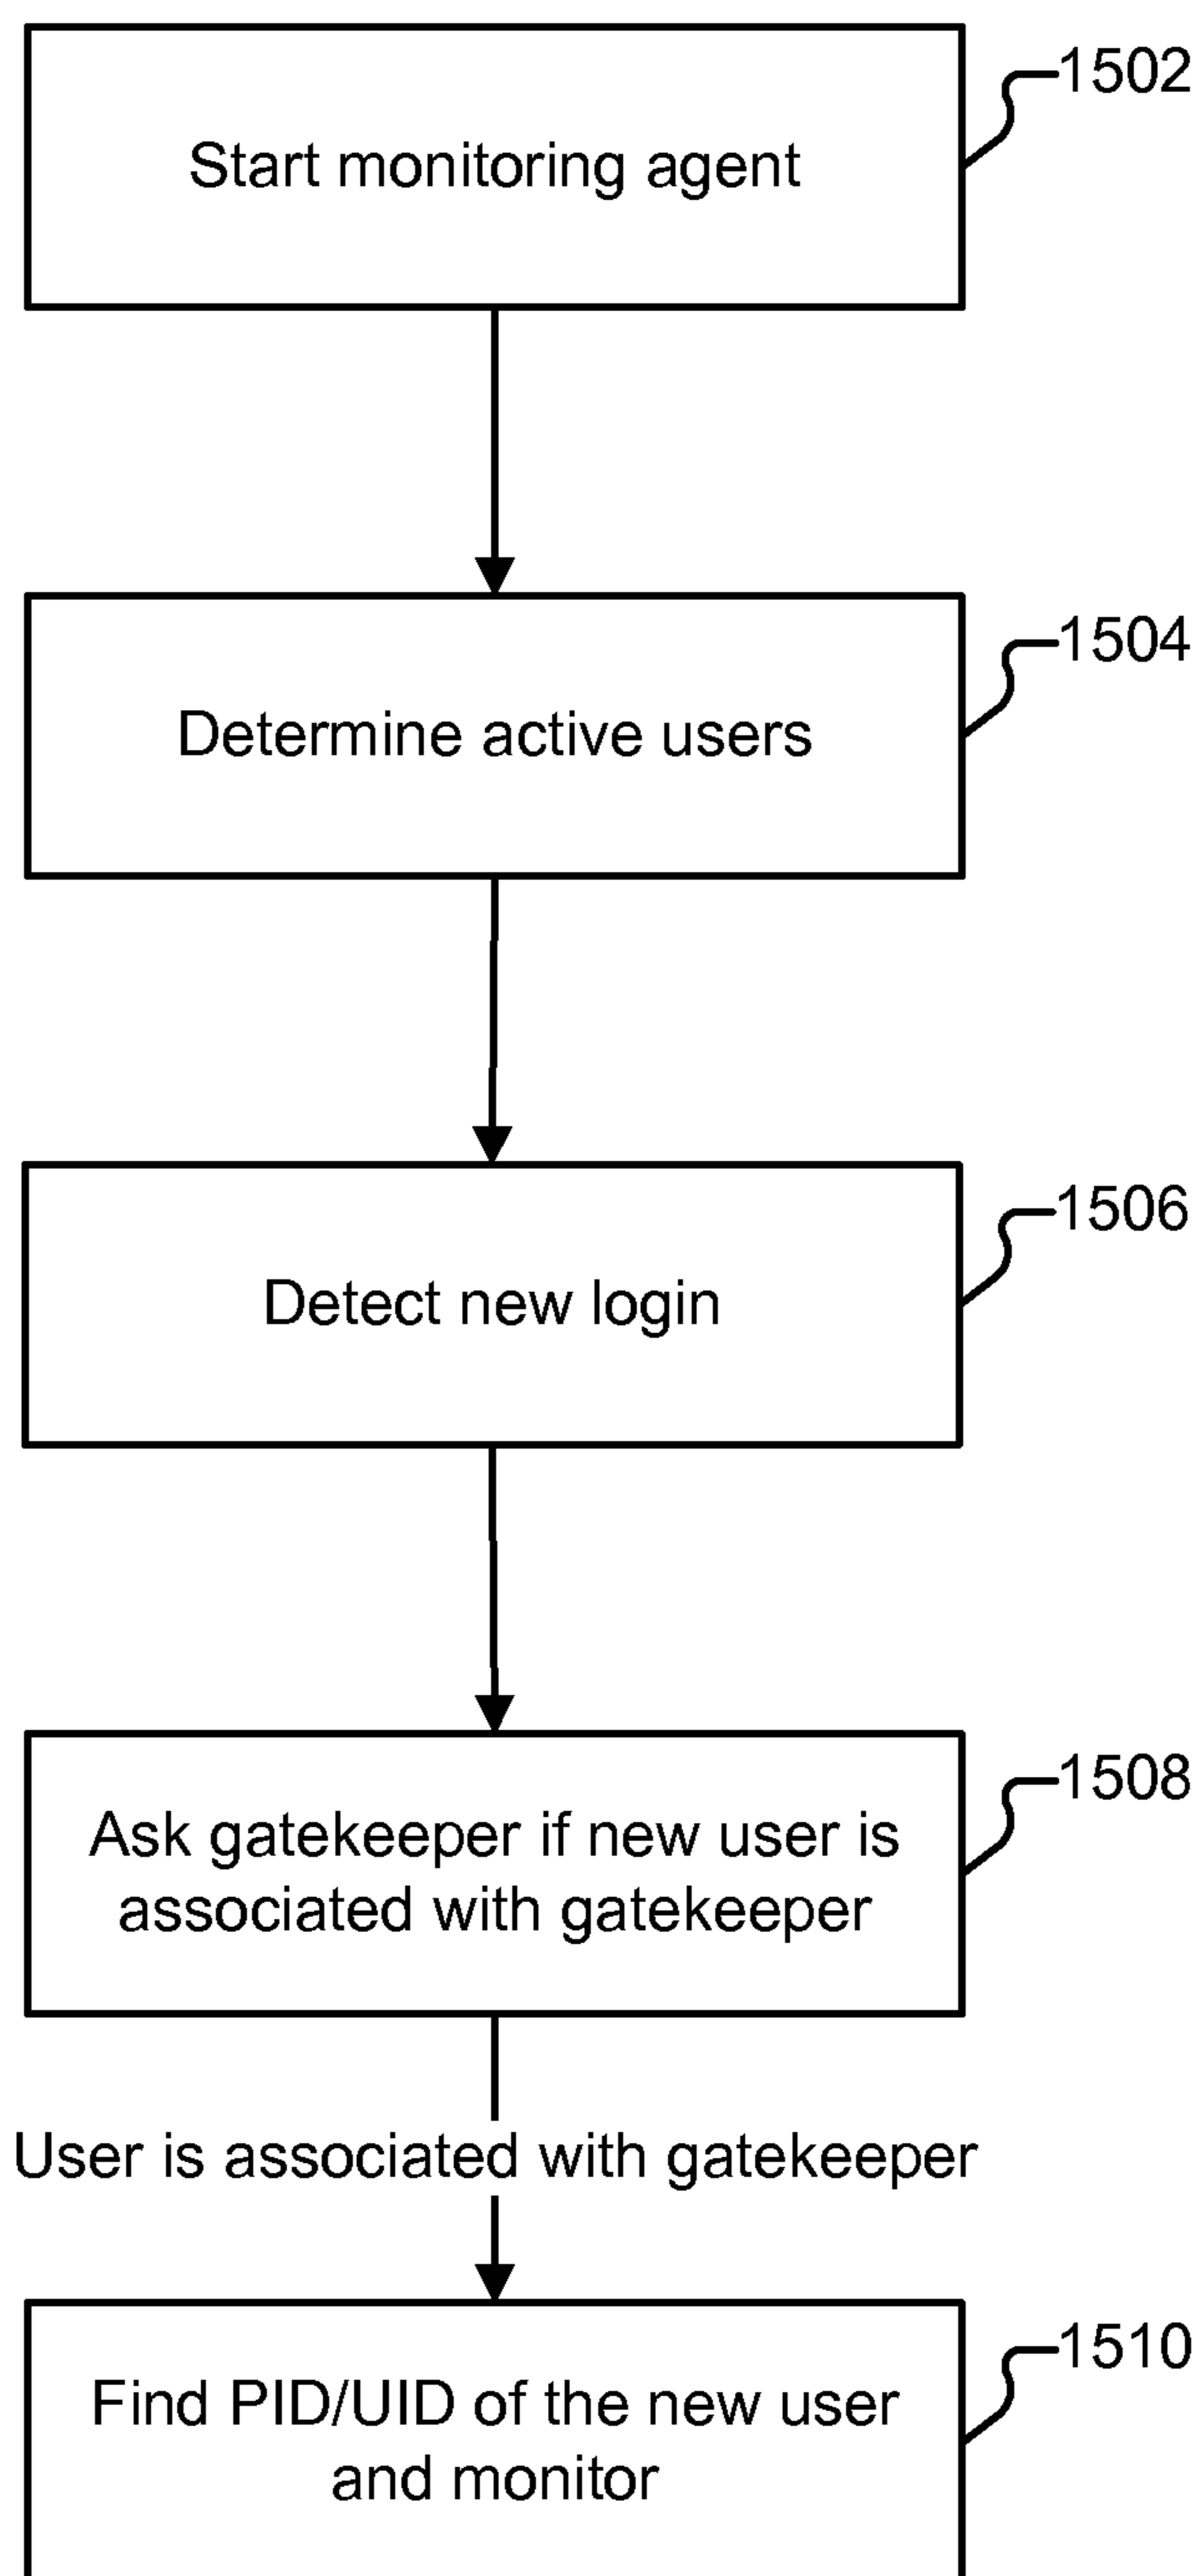 1502
Start monitoring agent
1504
Determine active users
1506
Detect new login
1508
Ask gatekeeper if new user is
associated with gatekeeper
User is associated with gatekeeper
1510
Find PID/UID of the new user
and monitor